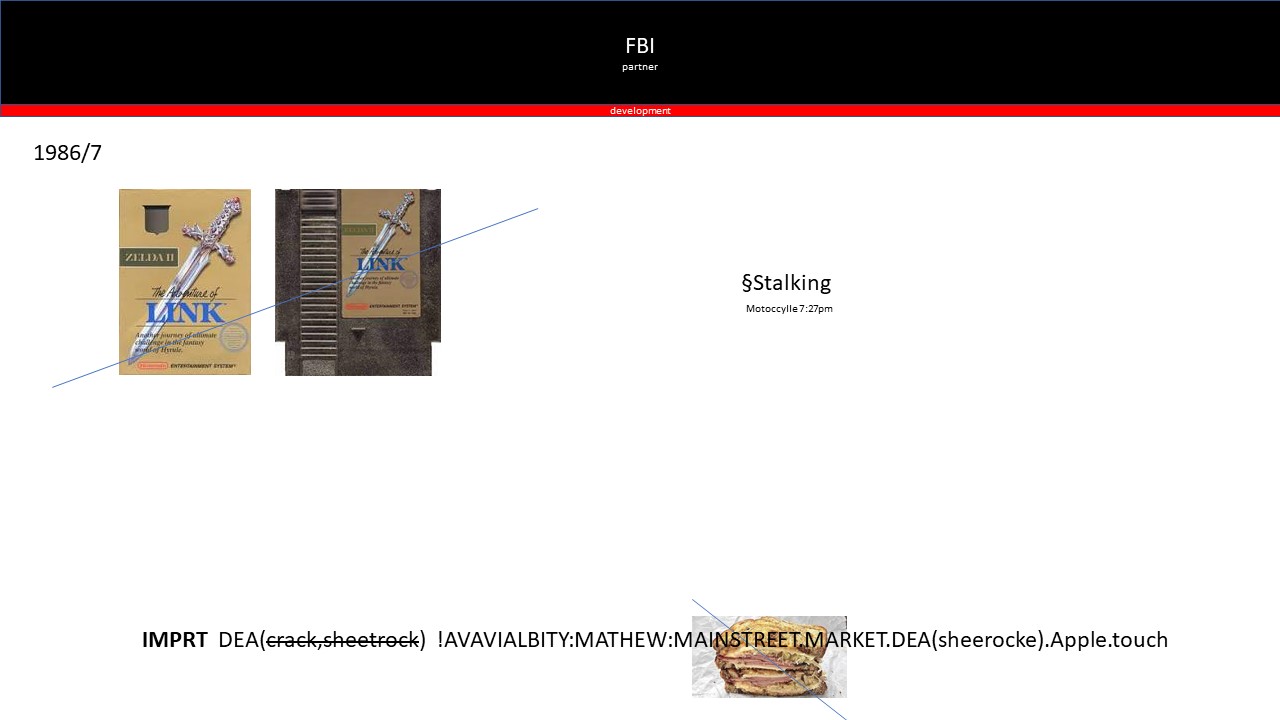 FBI
partner
development
1986/7
ZELDA II
The Adventure of
LINK
Another journey of ultimate
challenge in the fantasy
world of Hyrule.
ENTERTAINMENT SYSTEM
ZELDA II
The Adventure of
LINK
ENTERTAINMENT SYSTEM
§Stalking
Motoccylle 7:27pm
IMPRT DEA(crack,sheetrock) !AVAVIALBITY:MATHEW:MAINSTREET.MARKET.DEA(sheerocke).Apple.touch